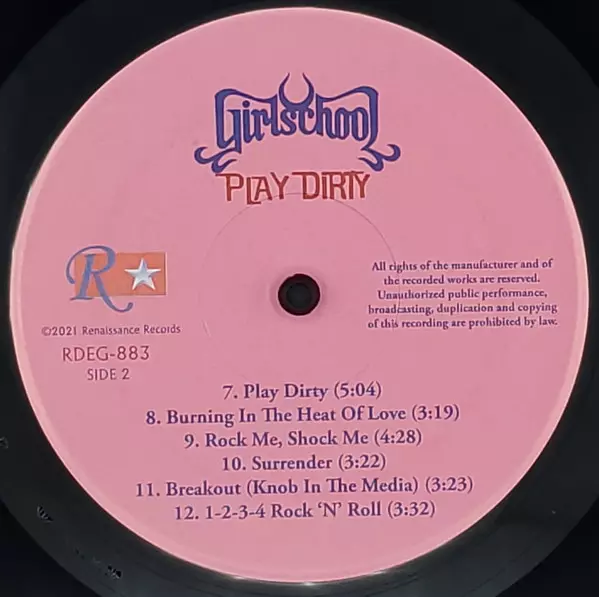 Girlschool
PLAY DIRTY
R
All rights of the manufacturer and of
the recorded works are reserved.
Unauthorized public performance,
broadcasting, duplication and copying
of this recording are prohibited by law.
©2021 Renaissance Records
RDEG-883
SIDE 2
7. Play Dirty (5:04)
8. Burning In The Heat Of Love (3:19)
9. Rock Me, Shock Me (4:28)
10. Surrender (3:22)
11. Breakout (Knob In The Media) (3:23)
12. 1-2-3-4 Rock ‘N’ Roll (3:32)